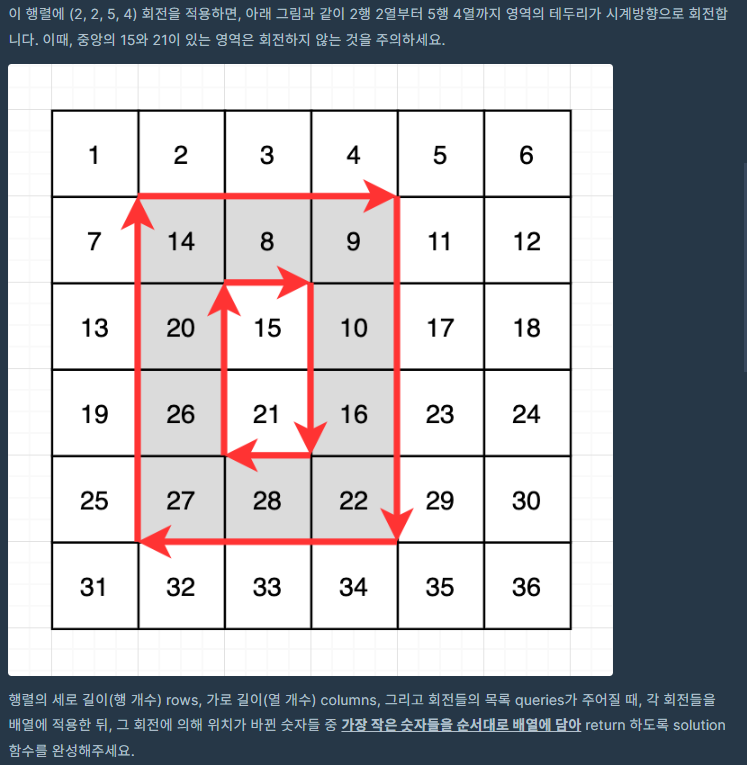 이 행렬에 (2, 2, 5, 4) 회전을 적용하면, 아래 그림과 같이 2행 2열부터 5행 4열까지 영역의 테두리가 시계방향으로 회전합
니다. 이때, 중앙의 15와 21이 있는 영역은 회전하지 않는 것을 주의하세요.
1 2 3 4 5 6
7 14 8 9 11 12
13 20 15 10 17 18
19 26 21 16 23 24
25 27 28 22 29 30
31 32 33 34 35 36
행렬의 세로 길이(행 개수) rows, 가로 길이(열 개수) columns, 그리고 회전들의 목록 queries가 주어질 때, 각 회전들을
배열에 적용한 뒤, 그 회전에 의해 위치가 바뀐 숫자들 중 가장 작은 숫자들을 순서대로 배열에 담아 return 하도록 solution
함수를 완성해주세요.